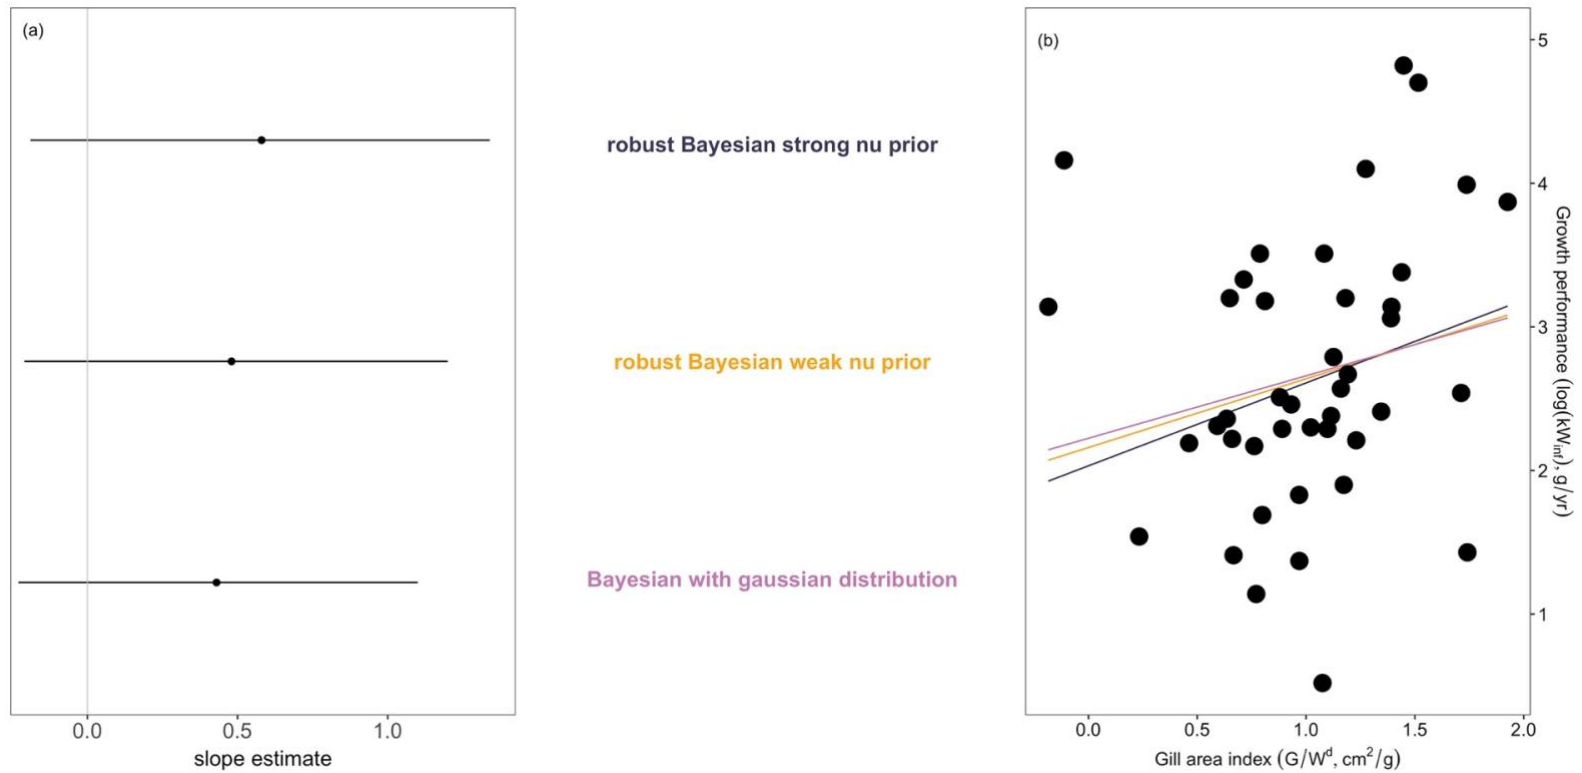 (a)
robust Bayesian strong nu prior
robust Bayesian weak nu prior
Bayesian with gaussian distribution
0.0 0.5 1.0
slope estimate
(b)
5
4
3
2
1
Growth performance (log(kW_inf), g/yr)
0.0 0.5 1.0 1.5 2.0
Gill area index (G/W^d, cm²/g)